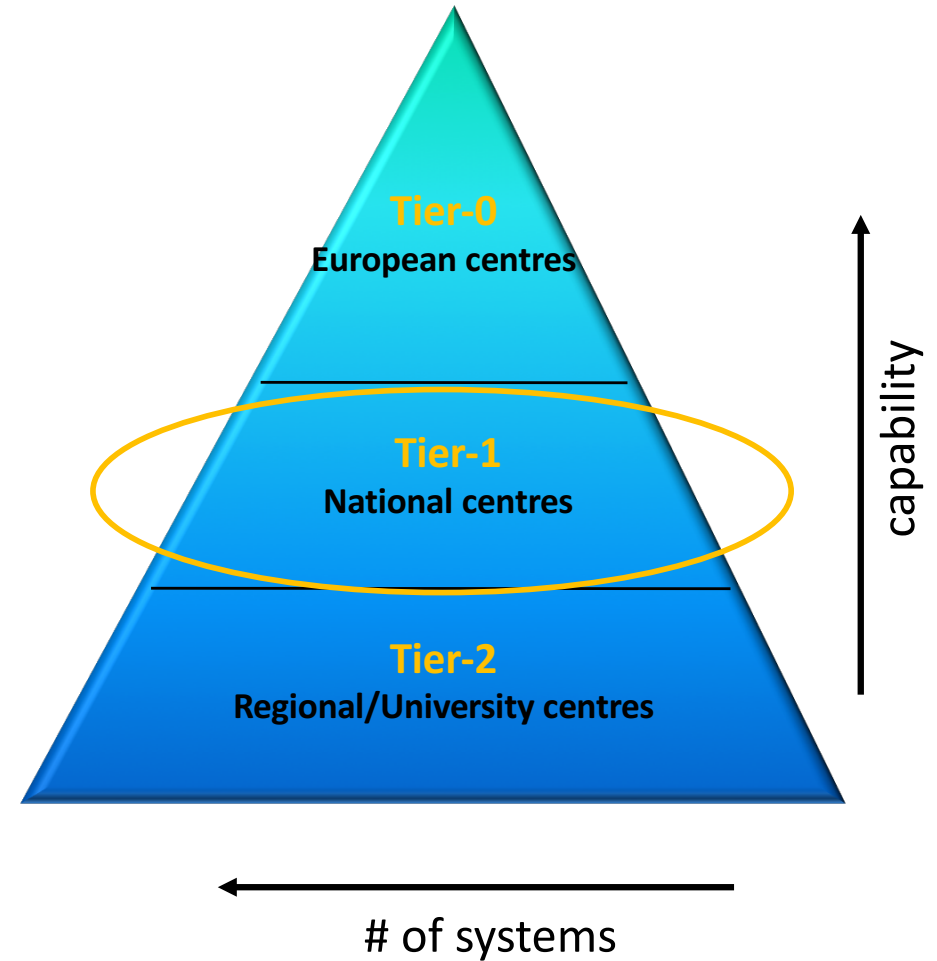 Tier-0
European centres
Tier-1
National centres
Tier-2
Regional/University centres
capability
# of systems